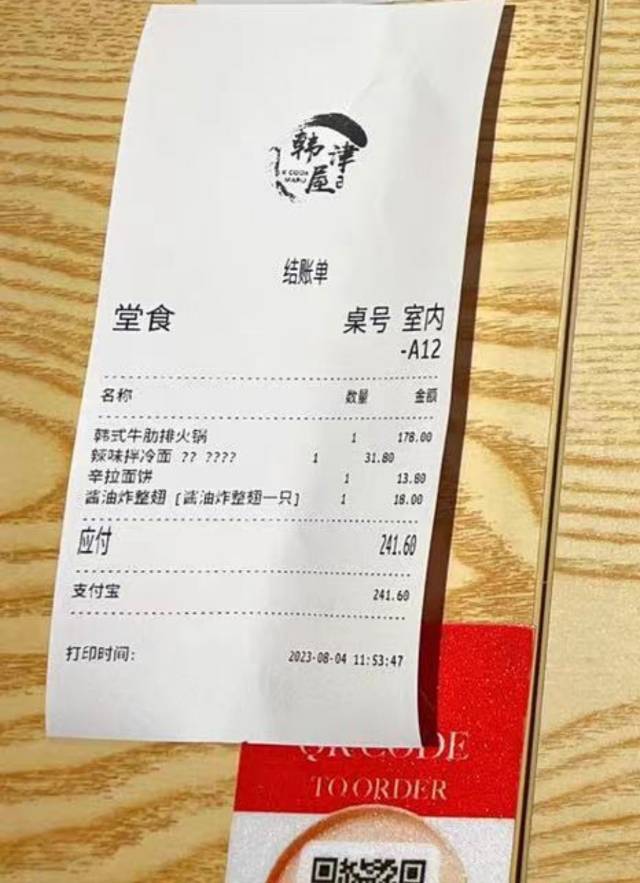 韩津屋
K COOK
MARU
结账单
堂食 桌号 室内
-A12
名称 数量 金额
韩式牛肋排火锅 1 178.00
辣味拌冷面 ?? ???? 1 31.80
辛拉面饼 1 13.80
酱油炸整翅 [酱油炸整翅一只] 1 18.00
应付 241.60
支付宝 241.60
打印时间: 2023-08-04 11:53:47
QR CODE
TO ORDER